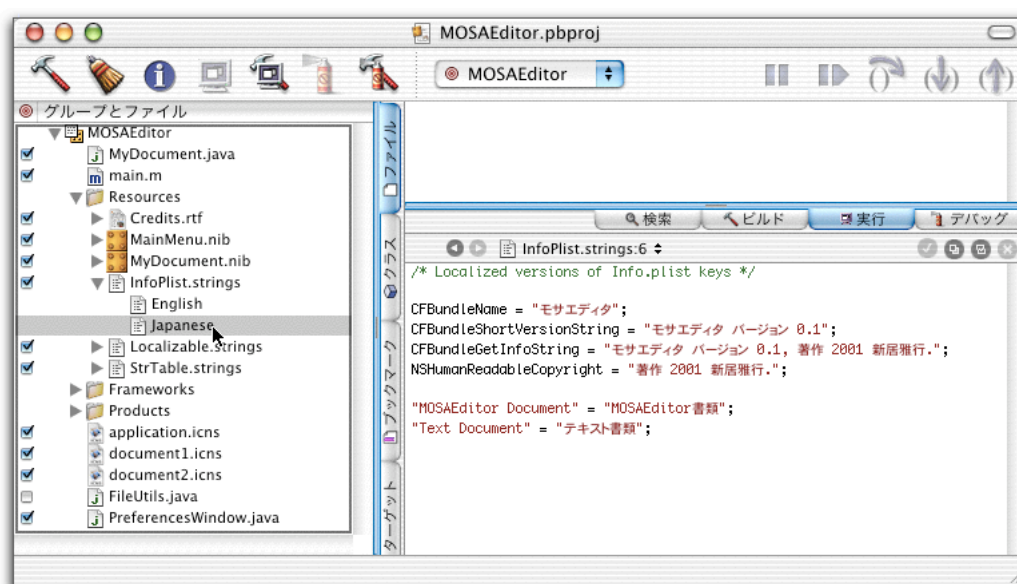 MOSAEditor.pbproj
MOSAEditor
グループとファイル
MOSAEditor
MyDocument.java
main.m
Resources
Credits.rtf
MainMenu.nib
MyDocument.nib
InfoPlist.strings
English
Japanese
Localizable.strings
StrTable.strings
Frameworks
Products
application.icns
document1.icns
document2.icns
FileUtils.java
PreferencesWindow.java
ファイル
クラス
ブックマーク
ターゲット
検索
ビルド
実行
デバッグ
InfoPlist.strings:6
/* Localized versions of Info.plist keys */
CFBundleName = "モサエディタ";
CFBundleShortVersionString = "モサエディタ バージョン 0.1";
CFBundleGetInfoString = "モサエディタ バージョン 0.1, 著作 2001 新居雅行.";
NSHumanReadableCopyright = "著作 2001 新居雅行.";
"MOSAEditor Document" = "MOSAEditor書類";
"Text Document" = "テキスト書類";